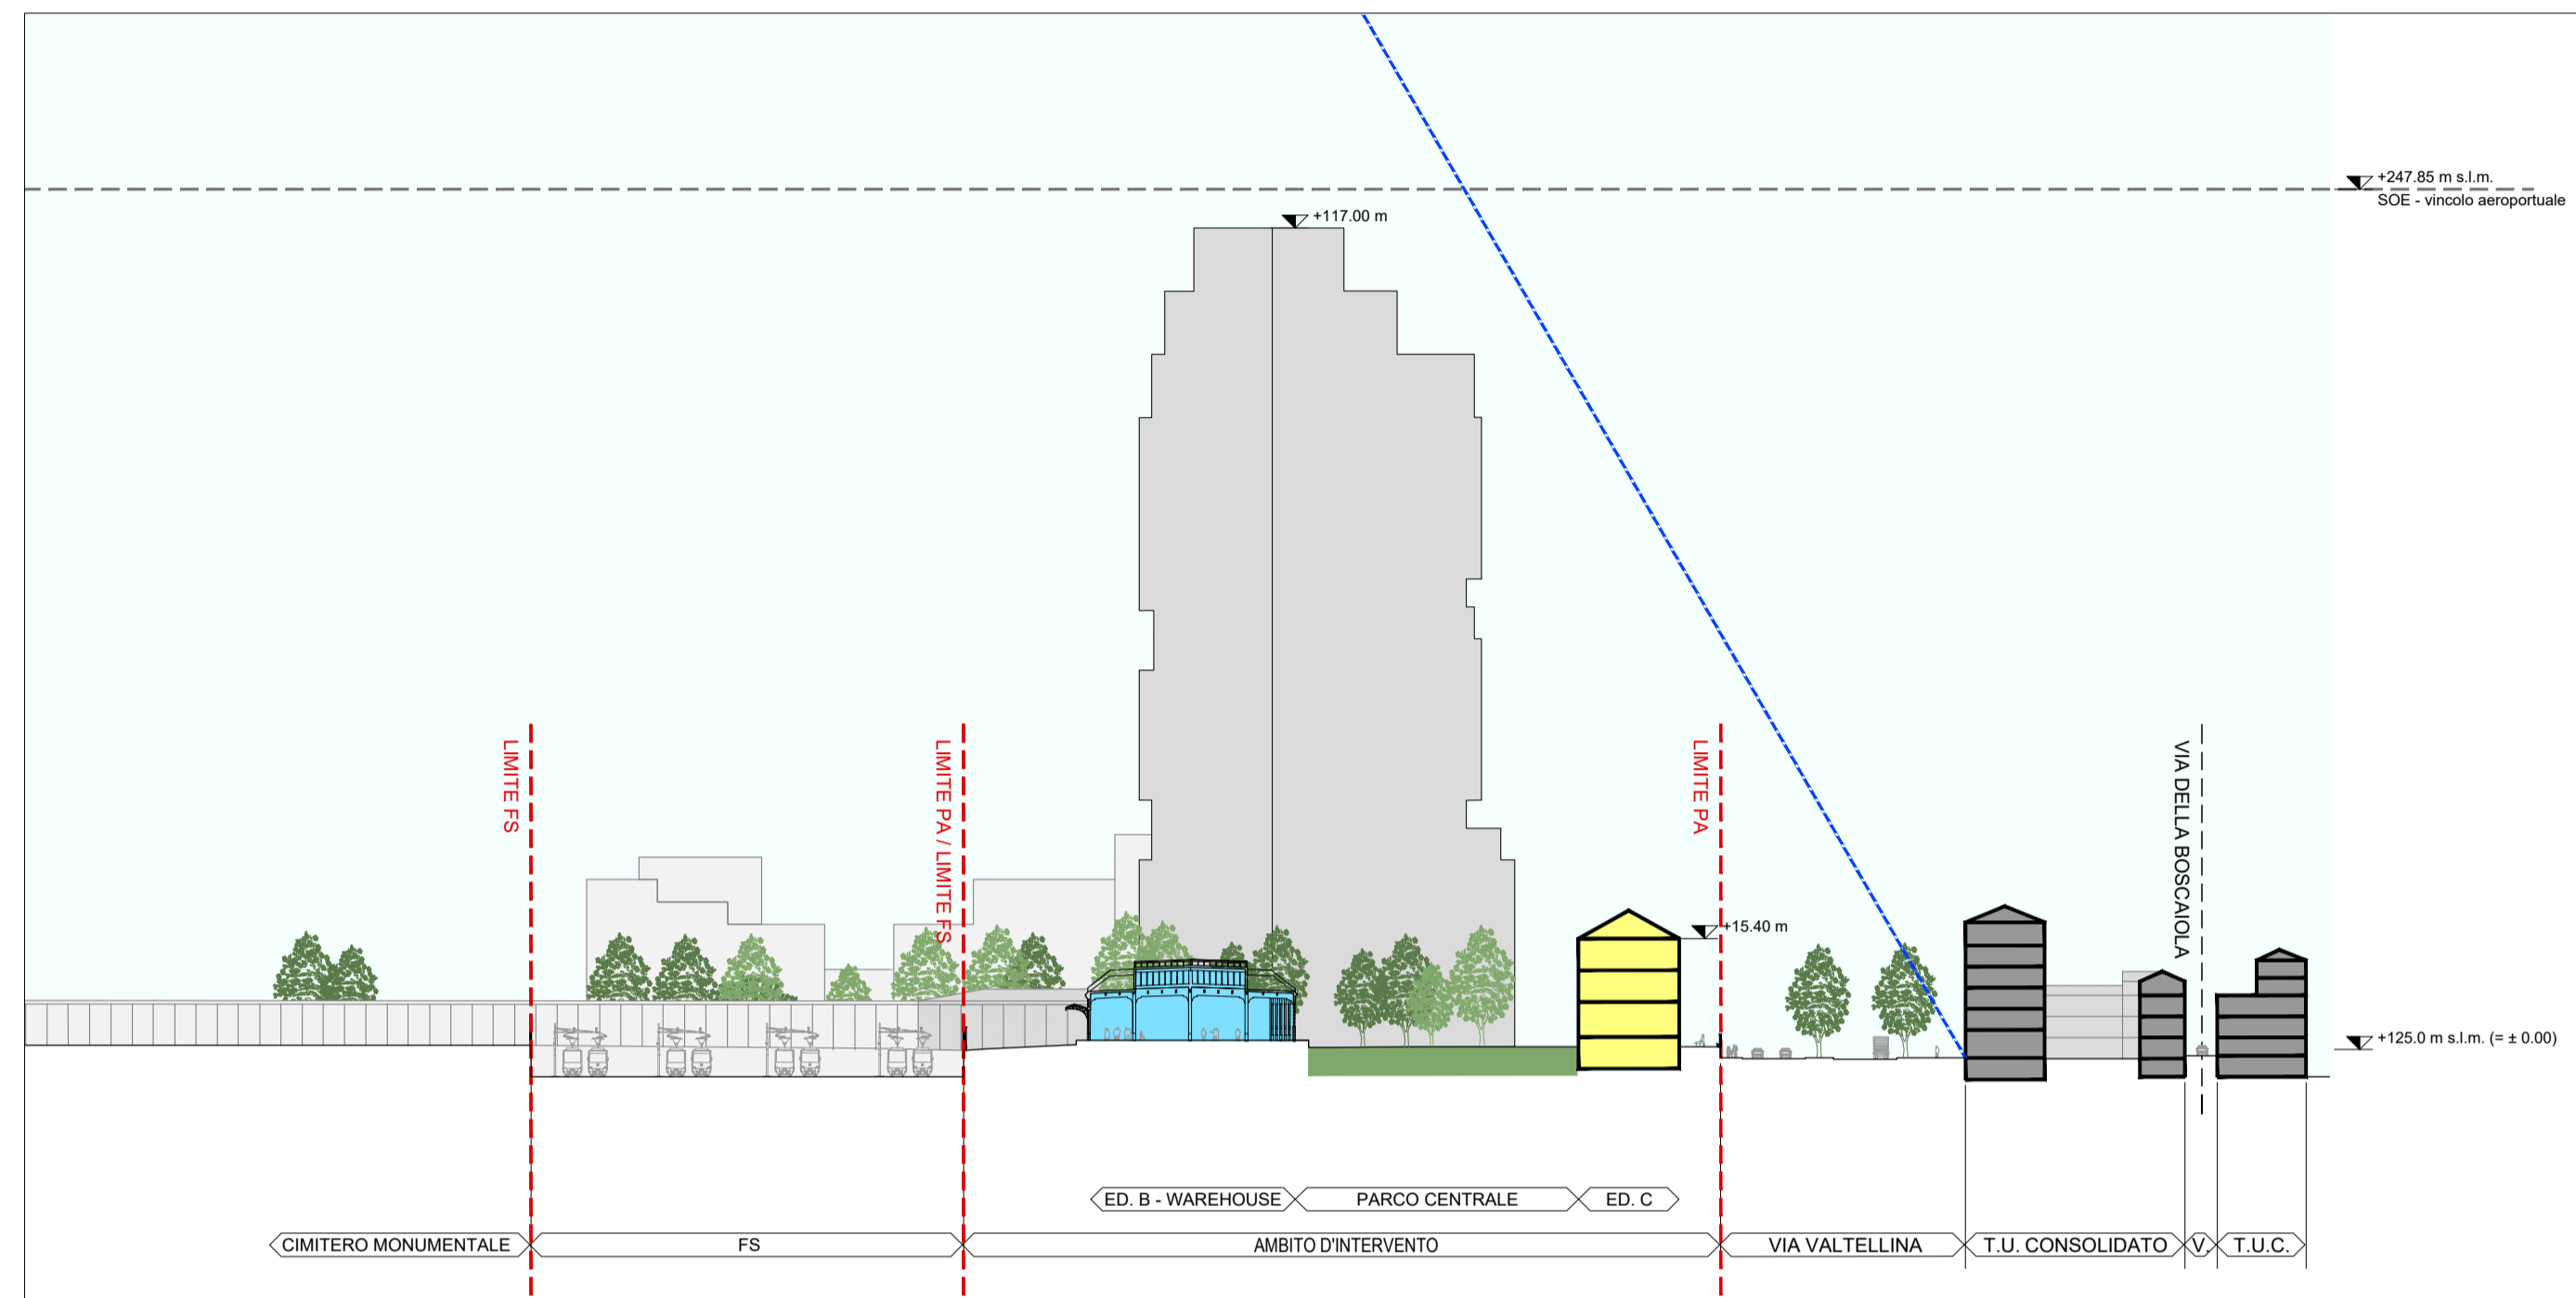 +247.85 m s.l.m.
SOE - vincolo aeroportuale
+117.00 m
LIMITE FS
LIMITE PA / LIMITE FS
LIMITE PA
VIA DELLA BOSCAIOLA
+15.40 m
+125.0 m s.l.m. (= ± 0.00)
ED. B - WAREHOUSE
PARCO CENTRALE
ED. C
CIMITERO MONUMENTALE
FS
AMBITO D'INTERVENTO
VIA VALTELLINA
T.U. CONSOLIDATO
V.
T.U.C.